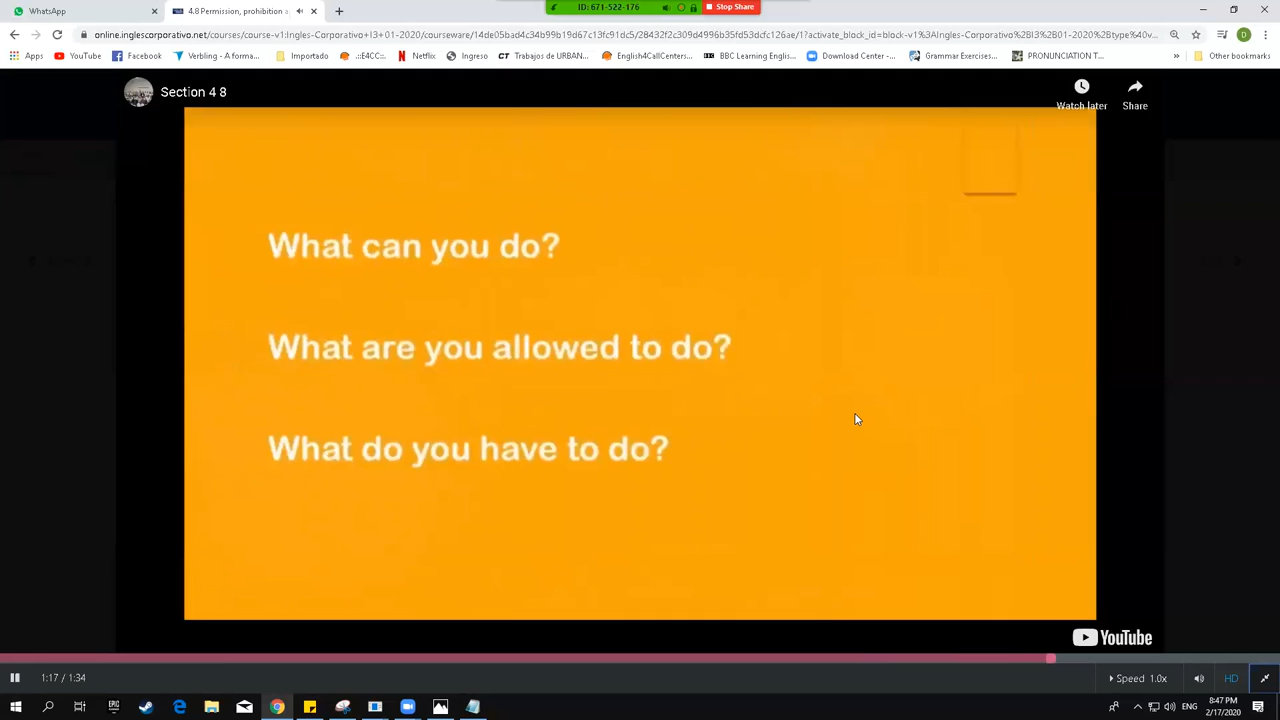 WhatsApp
4.8 Permission, prohibition a
ID: 671-522-176
Stop Share
online.inglescorporativo.net/courses/course-v1:Ingles-Corporativo+I3+01-2020/courseware/14de05bad4c34b99b19d67c13fc91dc5/28432f2c309d4996b35fd53dfc126ae/1?activate_block_id=block-v1%3AIngles-Corporativo%2BI3%2B01-2020%2Btype%40v...
Apps
YouTube
Facebook
Verbling - A forma...
Importado
.::E4CC::.
Netflix
Ingreso
CT Trabajos de URBAN...
English4CallCenters...
BBC Learning Englis...
Download Center -...
Grammar Exercises...
PRONUNCIATION T...
»
Other bookmarks
Section 4 8
Watch later
Share
What can you do?
What are you allowed to do?
What do you have to do?
YouTube
1:17 / 1:34
Speed 1.0x
HD
ENG
8:47 PM
2/17/2020